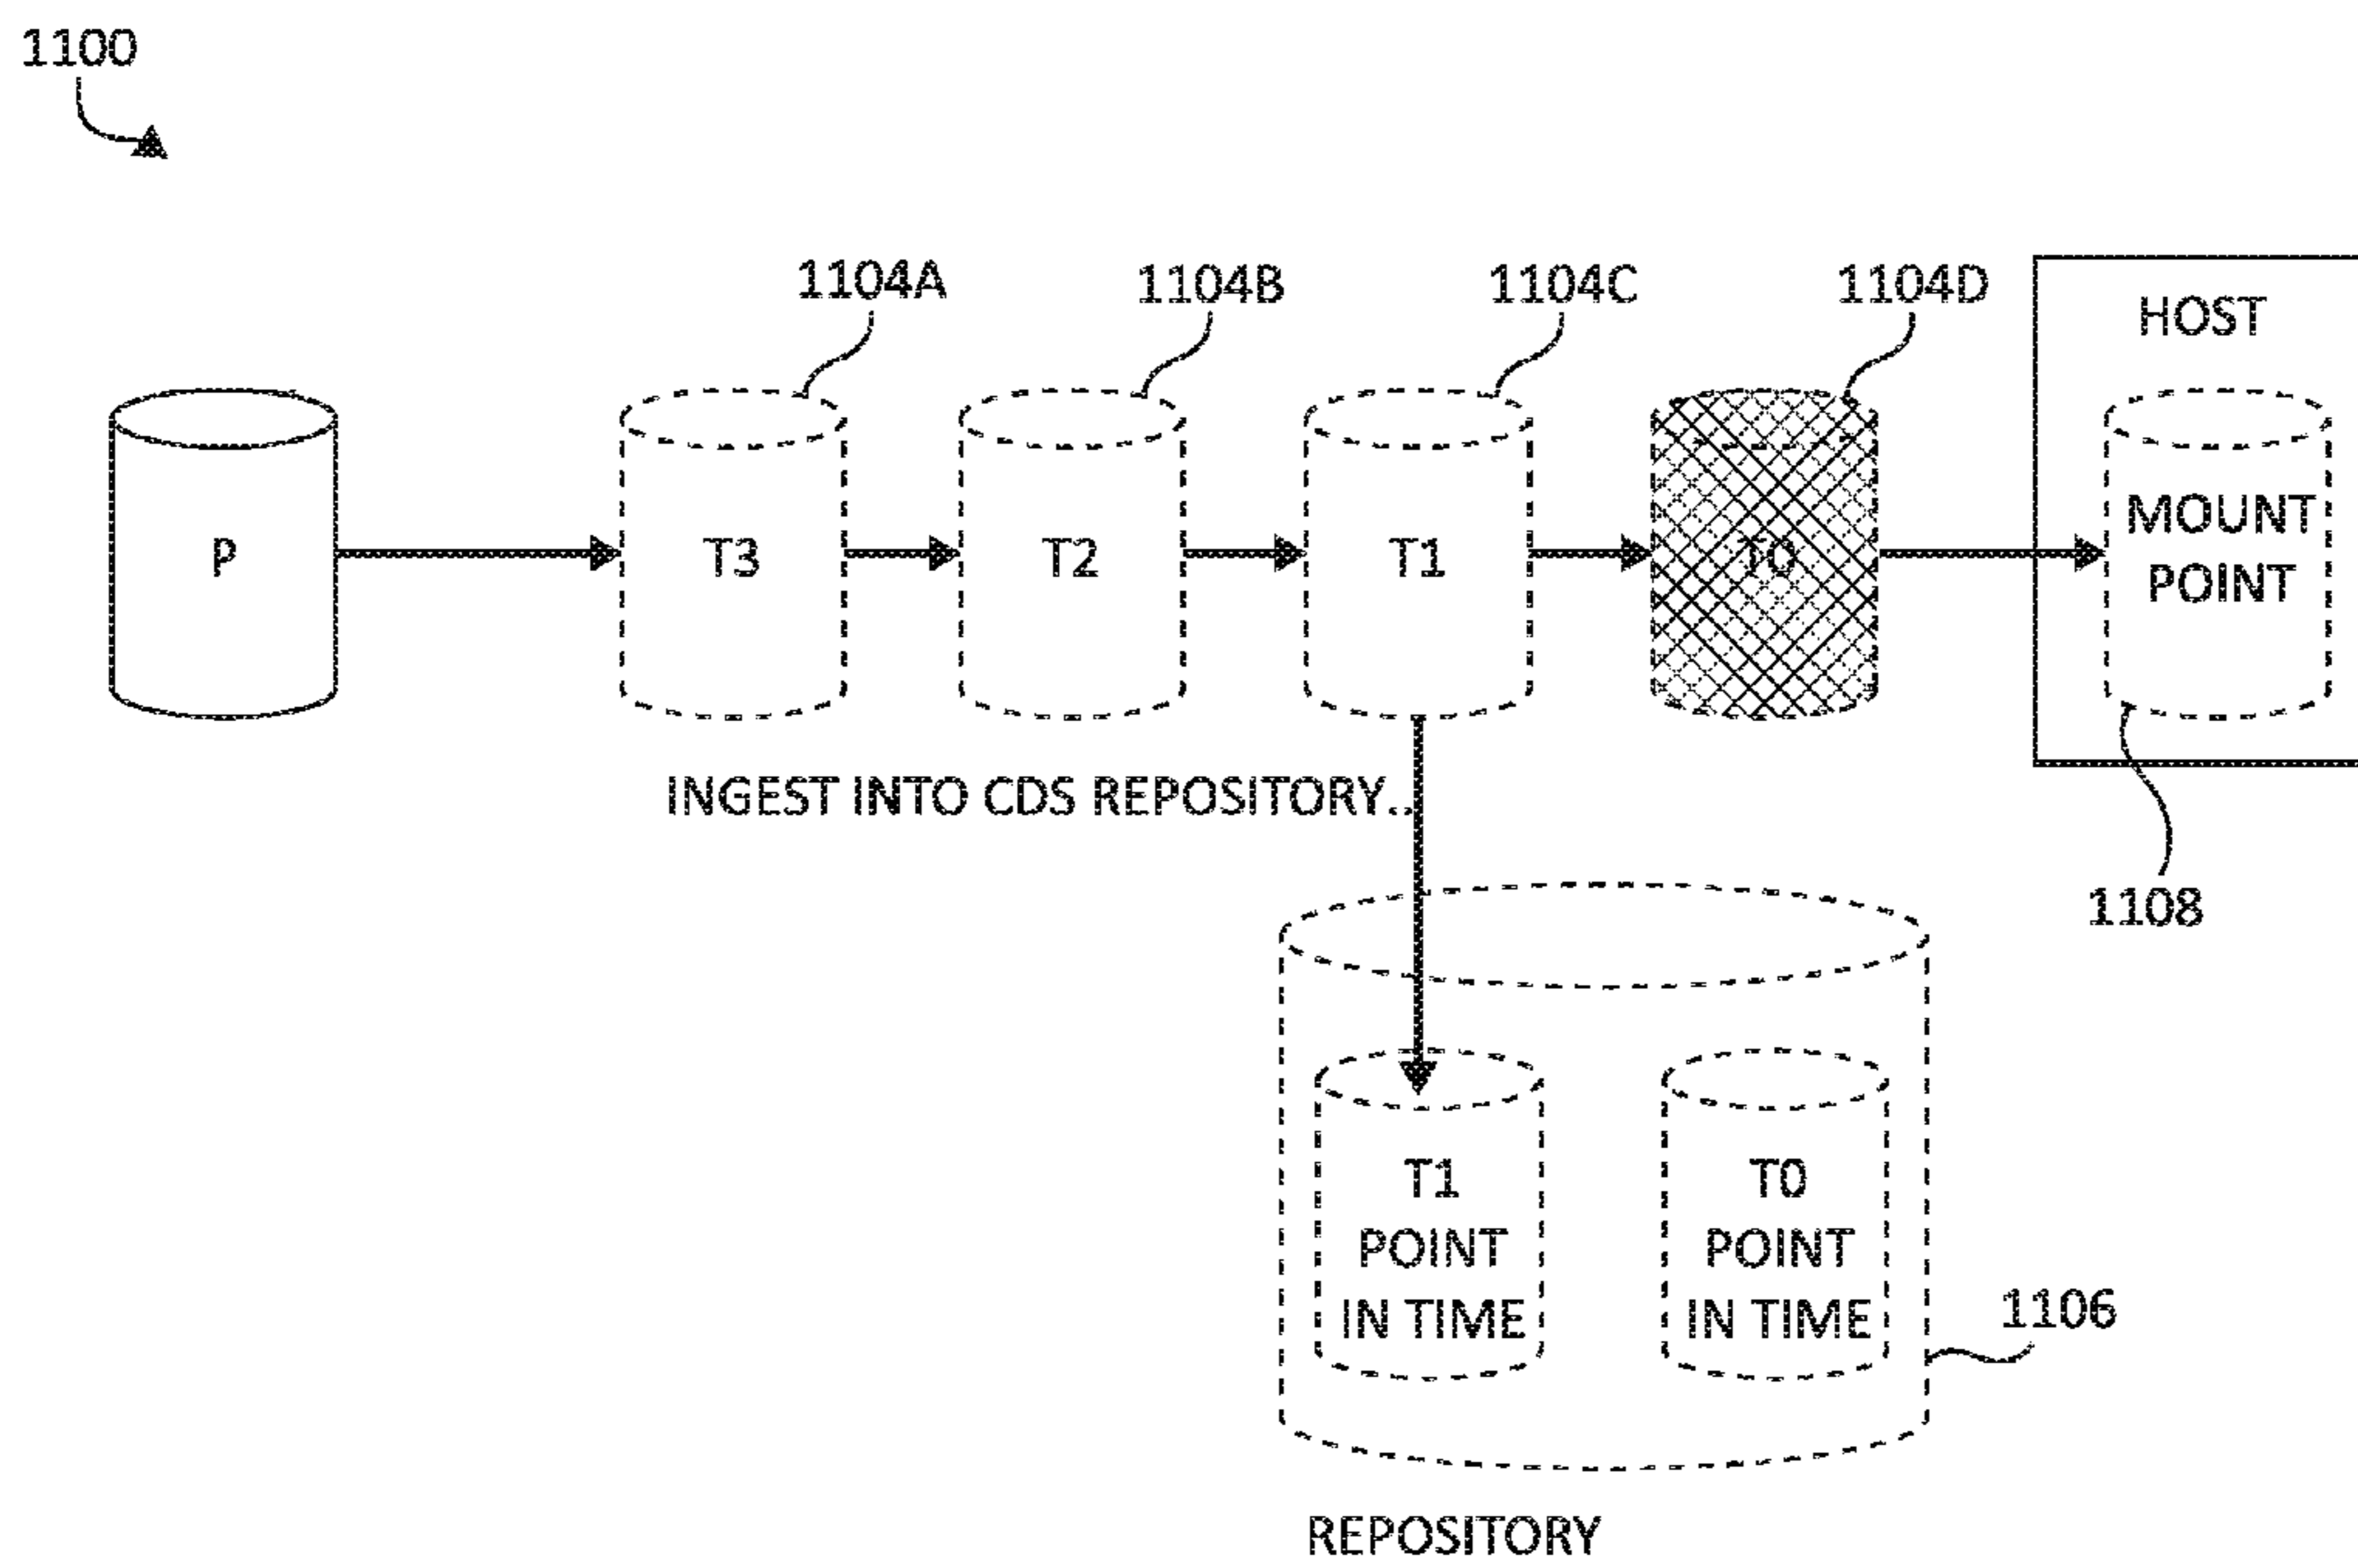 1100
1104A
1104B
1104C
1104D
HOST
P
T3
T2
T1
T0
MOUNT
POINT
INGEST INTO CDS REPOSITORY..
1108
T1
POINT
IN TIME
T0
POINT
IN TIME
1106
REPOSITORY